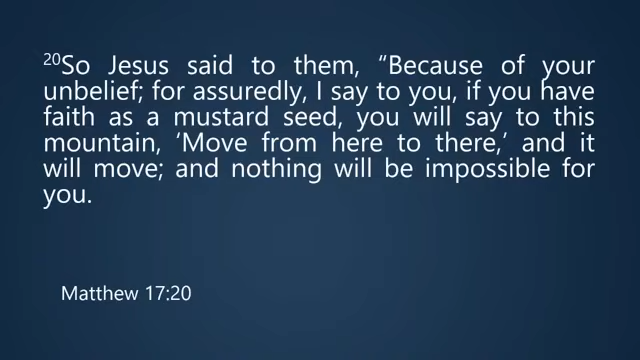 20So Jesus said to them, “Because of your
unbelief; for assuredly, I say to you, if you have
faith as a mustard seed, you will say to this
mountain, ‘Move from here to there,’ and it
will move; and nothing will be impossible for
you.
Matthew 17:20